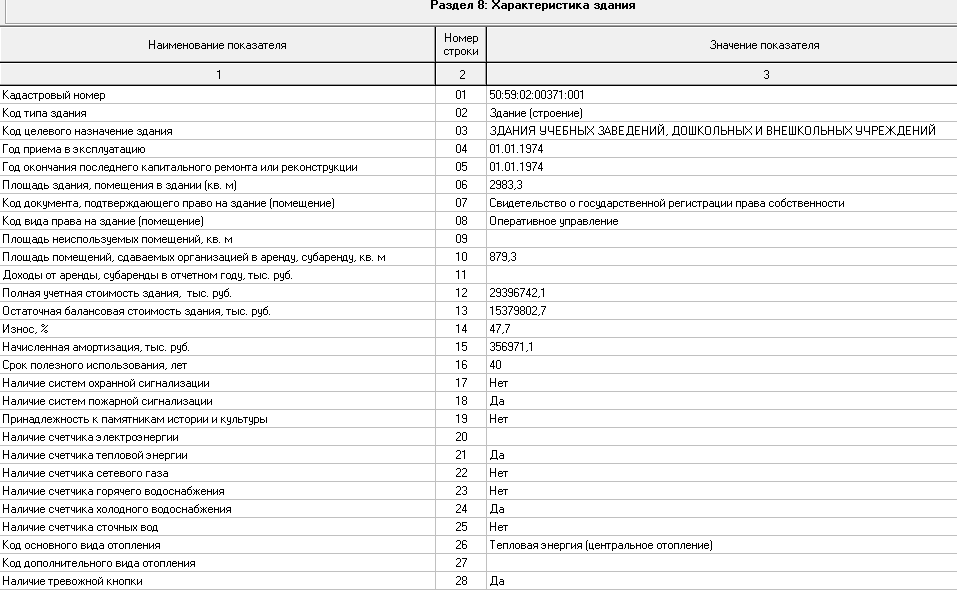 Раздел 8: Характеристика здания
Наименование показателя Номер строки Значение показателя
1 2 3
Кадастровый номер 01 50:59:02:00371:001
Код типа здания 02 Здание (строение)
Код целевого назначение здания 03 ЗДАНИЯ УЧЕБНЫХ ЗАВЕДЕНИЙ, ДОШКОЛЬНЫХ И ВНЕШКОЛЬНЫХ УЧРЕЖДЕНИЙ
Год приема в эксплуатацию 04 01.01.1974
Год окончания последнего капитального ремонта или реконструкции 05 01.01.1974
Площадь здания, помещения в здании (кв. м) 06 2983,3
Код документа, подтверждающего право на здание (помещение) 07 Свидетельство о государственной регистрации права собственности
Код вида права на здание (помещение) 08 Оперативное управление
Площадь неиспользуемых помещений, кв. м 09
Площадь помещений, сдаваемых организацией в аренду, субаренду, кв. м 10 879,3
Доходы от аренды, субаренды в отчетном году, тыс. руб. 11
Полная учетная стоимость здания, тыс. руб. 12 29396742,1
Остаточная балансовая стоимость здания, тыс. руб. 13 15379802,7
Износ, % 14 47,7
Начисленная амортизация, тыс. руб. 15 356971,1
Срок полезного использования, лет 16 40
Наличие систем охранной сигнализации 17 Нет
Наличие систем пожарной сигнализации 18 Да
Принадлежность к памятникам истории и культуры 19 Нет
Наличие счетчика электроэнергии 20
Наличие счетчика тепловой энергии 21 Да
Наличие счетчика сетевого газа 22 Нет
Наличие счетчика горячего водоснабжения 23 Нет
Наличие счетчика холодного водоснабжения 24 Да
Наличие счетчика сточных вод 25 Нет
Код основного вида отопления 26 Тепловая энергия (центральное отопление)
Код дополнительного вида отопления 27
Наличие тревожной кнопки 28 Да